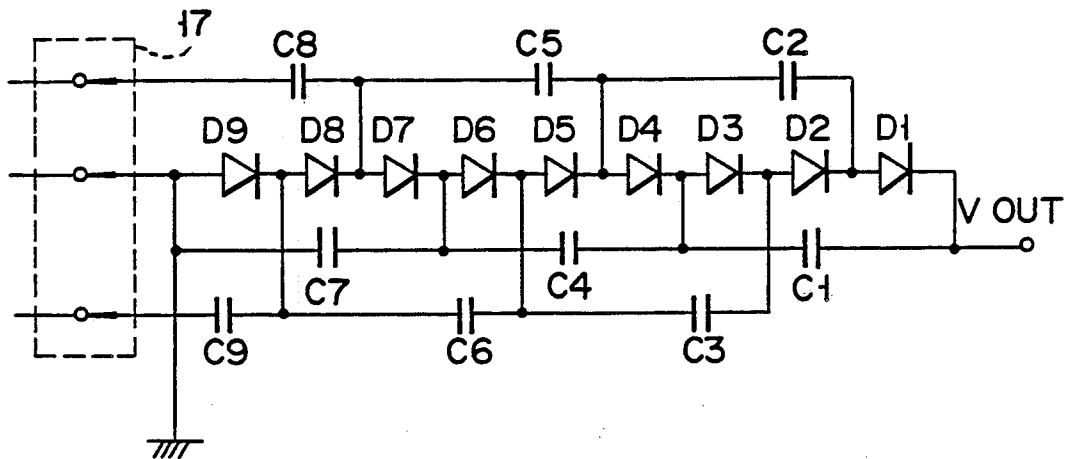 17
C8 C5 C2
D9 D8 D7 D6 D5 D4 D3 D2 D1
V OUT
C7 C4 C1
C9 C6 C3